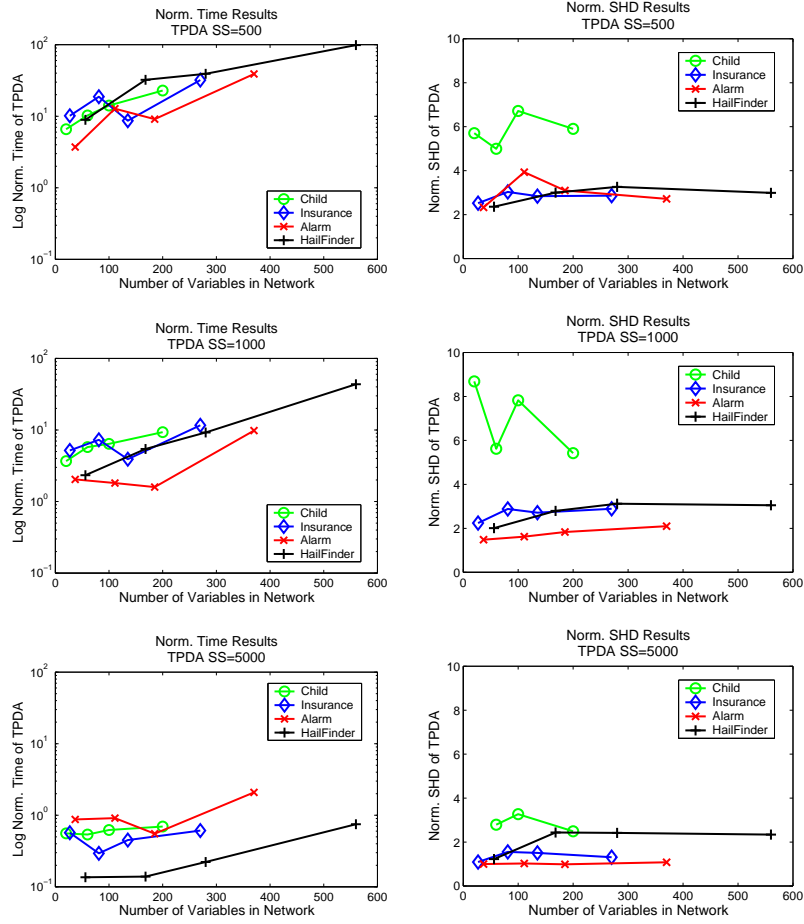 Norm. Time Results
TPDA SS=500
Log Norm. Time of TPDA
10^2
10^1
10^0
10^-1
0 100 200 300 400 500 600
Number of Variables in Network
Child
Insurance
Alarm
HailFinder
Norm. SHD Results
TPDA SS=500
Norm. SHD of TPDA
10
8
6
4
2
0
0 100 200 300 400 500 600
Number of Variables in Network
Child
Insurance
Alarm
HailFinder
Norm. Time Results
TPDA SS=1000
Log Norm. Time of TPDA
10^2
10^1
10^0
10^-1
0 100 200 300 400 500 600
Number of Variables in Network
Child
Insurance
Alarm
HailFinder
Norm. SHD Results
TPDA SS=1000
Norm. SHD of TPDA
10
8
6
4
2
0
0 100 200 300 400 500 600
Number of Variables in Network
Child
Insurance
Alarm
HailFinder
Norm. Time Results
TPDA SS=5000
Log Norm. Time of TPDA
10^2
10^1
10^0
10^-1
0 100 200 300 400 500 600
Number of Variables in Network
Child
Insurance
Alarm
HailFinder
Norm. SHD Results
TPDA SS=5000
Norm. SHD of TPDA
10
8
6
4
2
0
0 100 200 300 400 500 600
Number of Variables in Network
Child
Insurance
Alarm
HailFinder